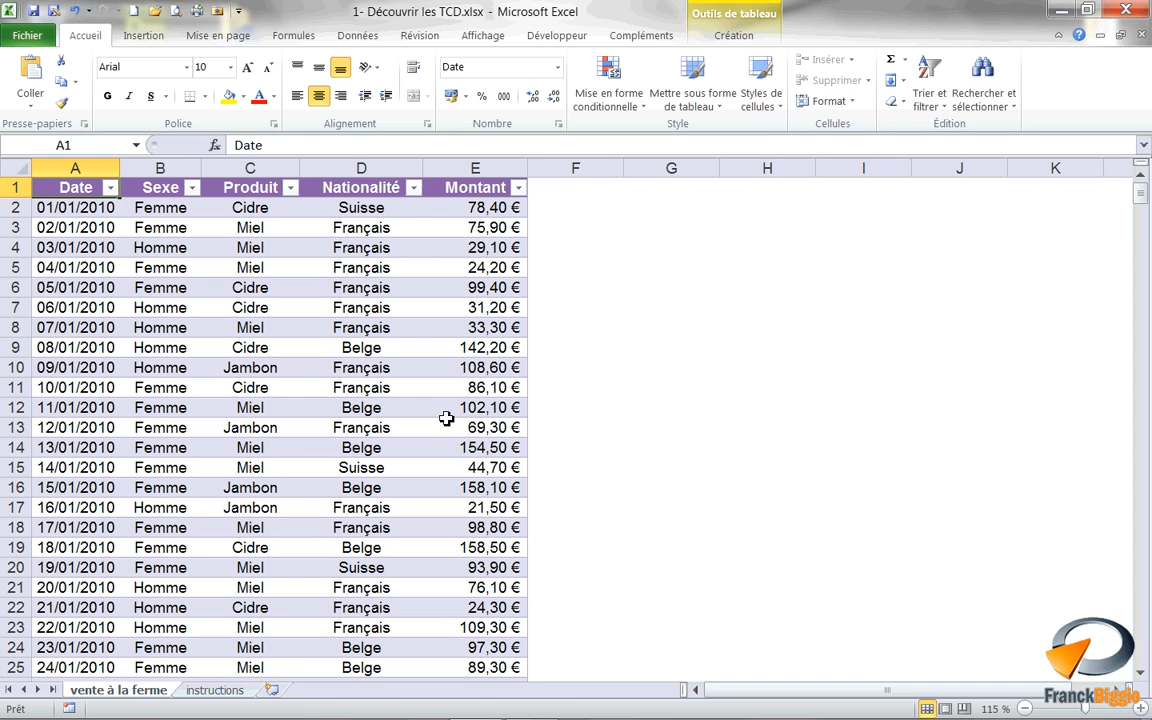 1- Découvrir les TCD.xlsx - Microsoft Excel
Outils de tableau
Fichier Accueil Insertion Mise en page Formules Données Révision Affichage Développeur Compléments Création
Coller
Arial 10
G I S
Date
% 000
Mise en forme conditionnelle
Mettre sous forme de tableau
Styles de cellules
Insérer
Supprimer
Format
Σ
Trier et filtrer
Rechercher et sélectionner
Presse-papiers Police Alignement Nombre Style Cellules Édition
A1 fx Date
A B C D E F G H I J K
1 Date Sexe Produit Nationalité Montant
2 01/01/2010 Femme Cidre Suisse 78,40 €
3 02/01/2010 Femme Miel Français 75,90 €
4 03/01/2010 Homme Miel Français 29,10 €
5 04/01/2010 Femme Miel Français 24,20 €
6 05/01/2010 Femme Cidre Français 99,40 €
7 06/01/2010 Homme Cidre Français 31,20 €
8 07/01/2010 Homme Miel Français 33,30 €
9 08/01/2010 Homme Cidre Belge 142,20 €
10 09/01/2010 Homme Jambon Français 108,60 €
11 10/01/2010 Femme Cidre Français 86,10 €
12 11/01/2010 Femme Miel Belge 102,10 €
13 12/01/2010 Femme Jambon Français 69,30 €
14 13/01/2010 Femme Miel Belge 154,50 €
15 14/01/2010 Femme Miel Suisse 44,70 €
16 15/01/2010 Femme Jambon Belge 158,10 €
17 16/01/2010 Homme Jambon Français 21,50 €
18 17/01/2010 Femme Miel Français 98,80 €
19 18/01/2010 Femme Cidre Belge 158,50 €
20 19/01/2010 Femme Miel Suisse 93,90 €
21 20/01/2010 Homme Miel Français 76,10 €
22 21/01/2010 Homme Cidre Français 24,30 €
23 22/01/2010 Homme Miel Français 109,30 €
24 23/01/2010 Femme Miel Belge 97,30 €
25 24/01/2010 Femme Miel Belge 89,30 €
FranckBiggio
vente à la ferme instructions
Prêt 115 %